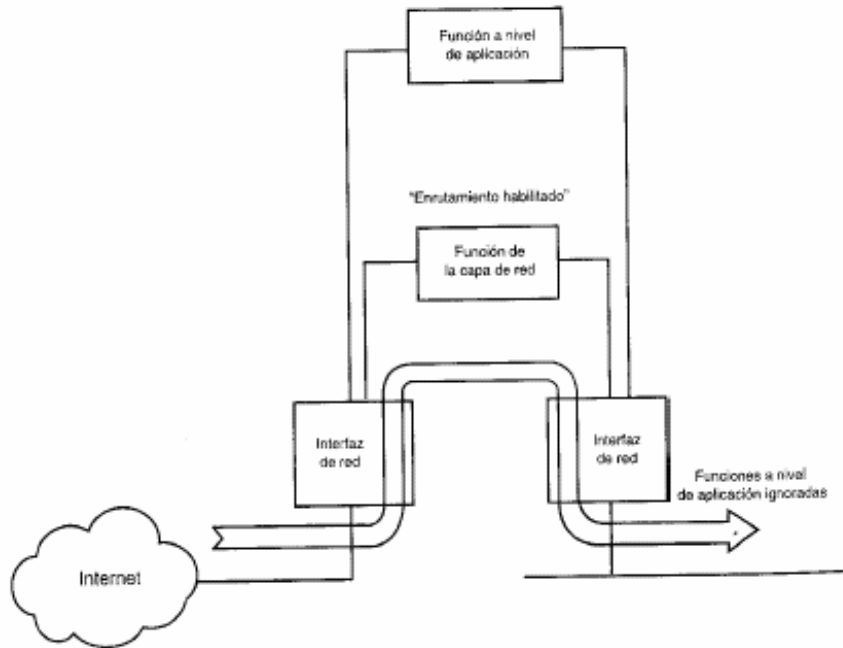 Función a nivel
de aplicación
"Enrutamiento habilitado"
Función de
la capa de red
Interfaz
de red
Interfaz
de red
Funciones a nivel
de aplicación ignoradas
Internet